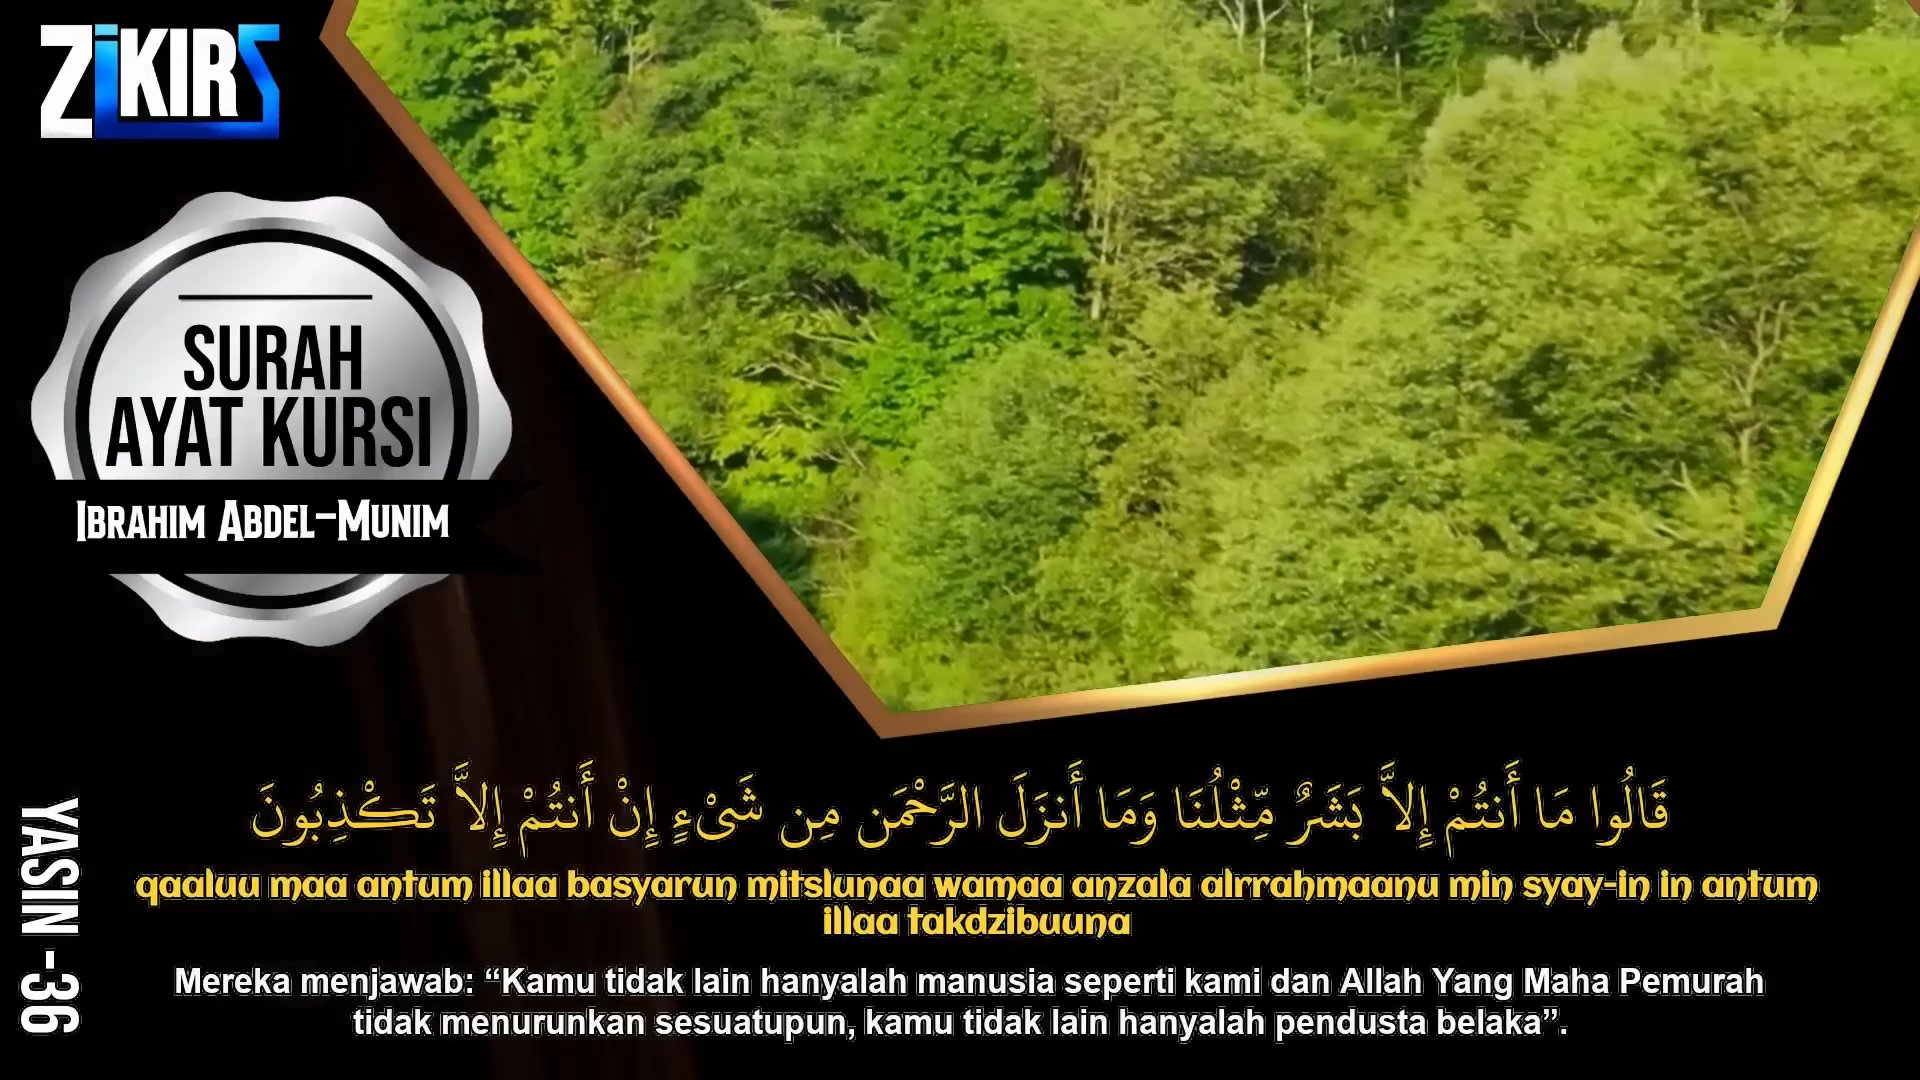 ZiKIRS
SURAH
AYAT KURSI
IBRAHIM ABDEL-MUNIM
YASIN -36
قَالُوا مَا أَنتُمْ إِلاَّ بَشَرٌ مِّثْلُنَا وَمَا أَنزَلَ الرَّحْمَن مِن شَىْءٍ إِنْ أَنتُمْ إِلاَّ تَكْذِبُونَ
qaaluu maa antum illaa basyarun mitslunaa wamaa anzala alrrahmaanu min syay-in in antum
illaa takdzibuuna
Mereka menjawab: “Kamu tidak lain hanyalah manusia seperti kami dan Allah Yang Maha Pemurah
tidak menurunkan sesuatupun, kamu tidak lain hanyalah pendusta belaka”.